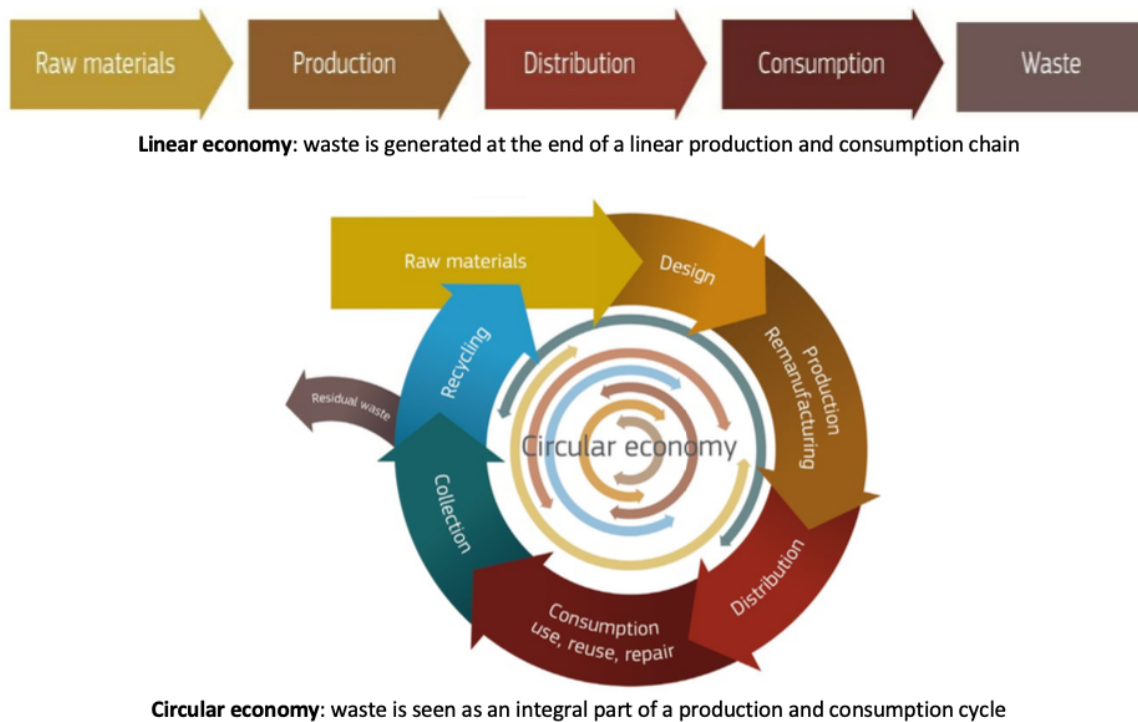 Raw materials
Production
Distribution
Consumption
Waste
Linear economy: waste is generated at the end of a linear production and consumption chain
Raw materials
Design
Production
Remanufacturing
Distribution
Consumption
use, reuse, repair
Collection
Recycling
Residual waste
Circular economy
Circular economy: waste is seen as an integral part of a production and consumption cycle